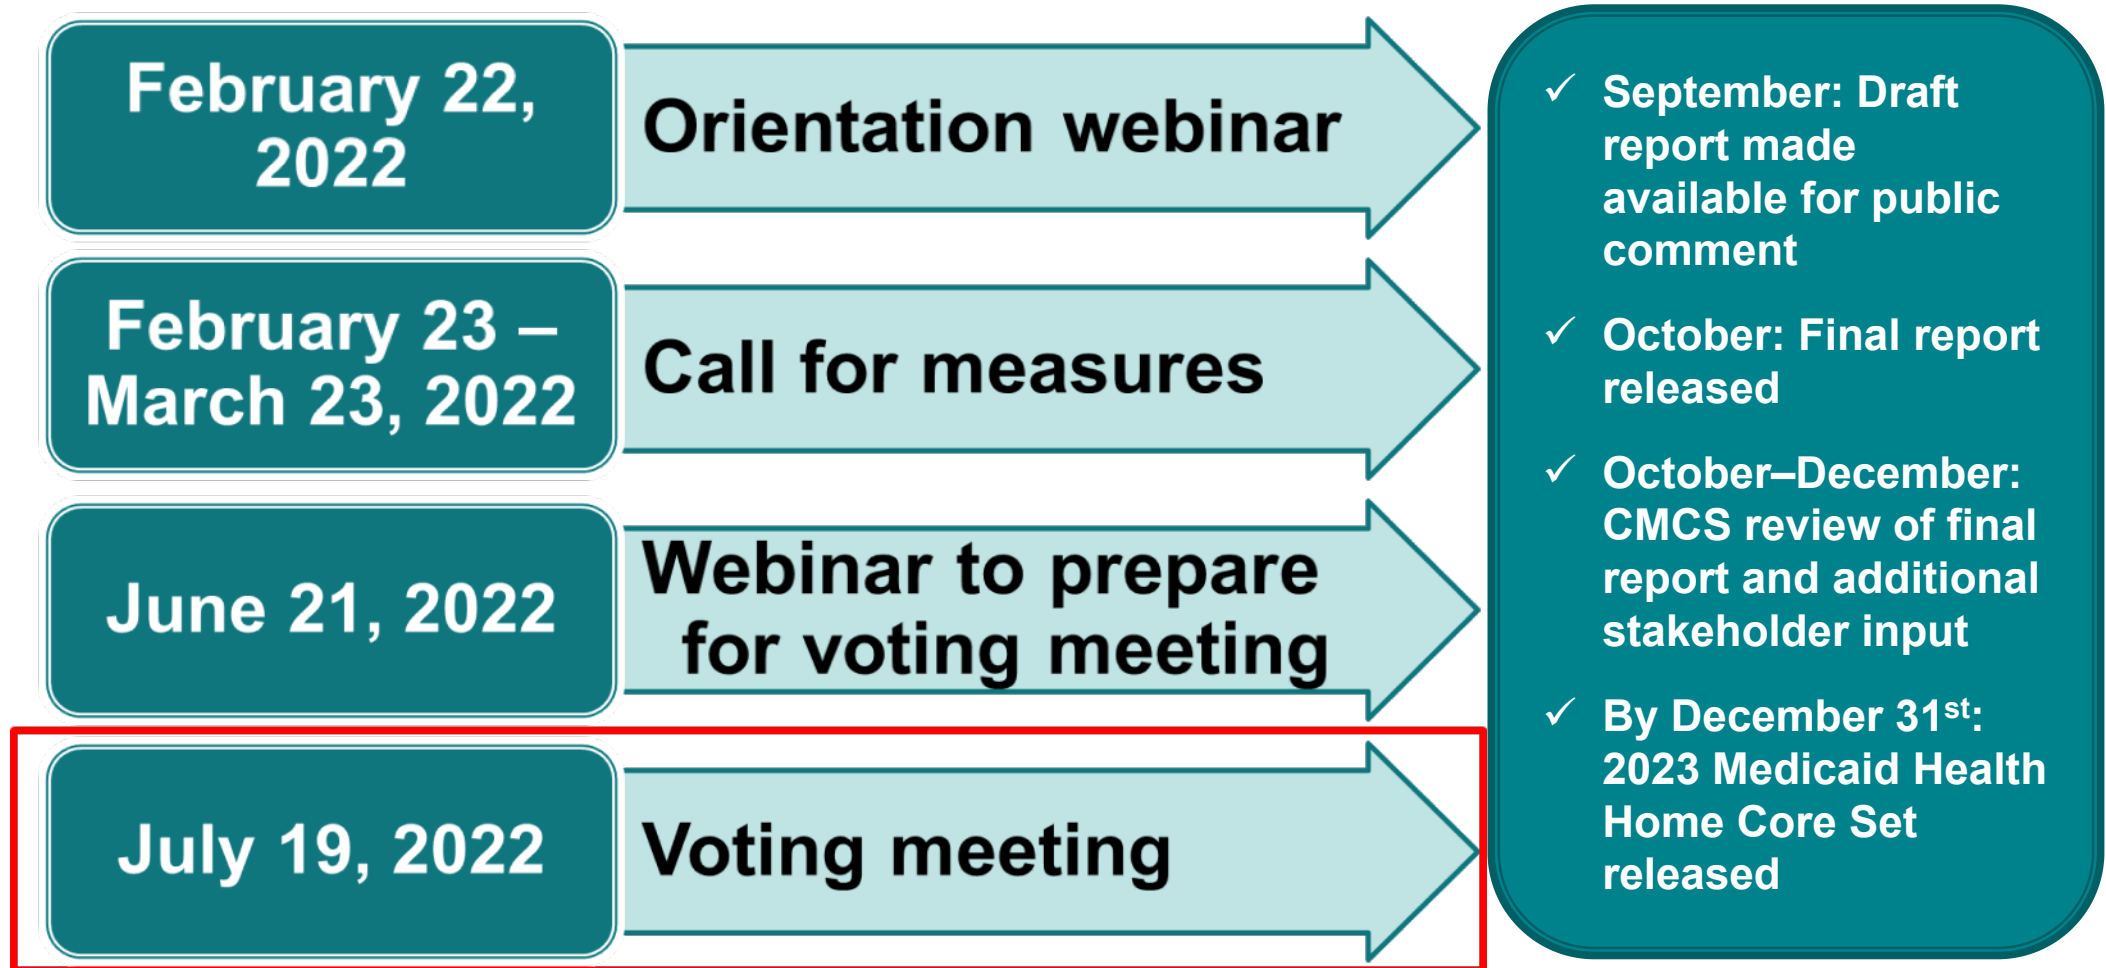 February 22,
2022
Orientation webinar
February 23 –
March 23, 2022
Call for measures
June 21, 2022
Webinar to prepare
for voting meeting
July 19, 2022
Voting meeting
✓ September: Draft
report made
available for public
comment
✓ October: Final report
released
✓ October–December:
CMCS review of final
report and additional
stakeholder input
✓ By December 31st:
2023 Medicaid Health
Home Core Set
released